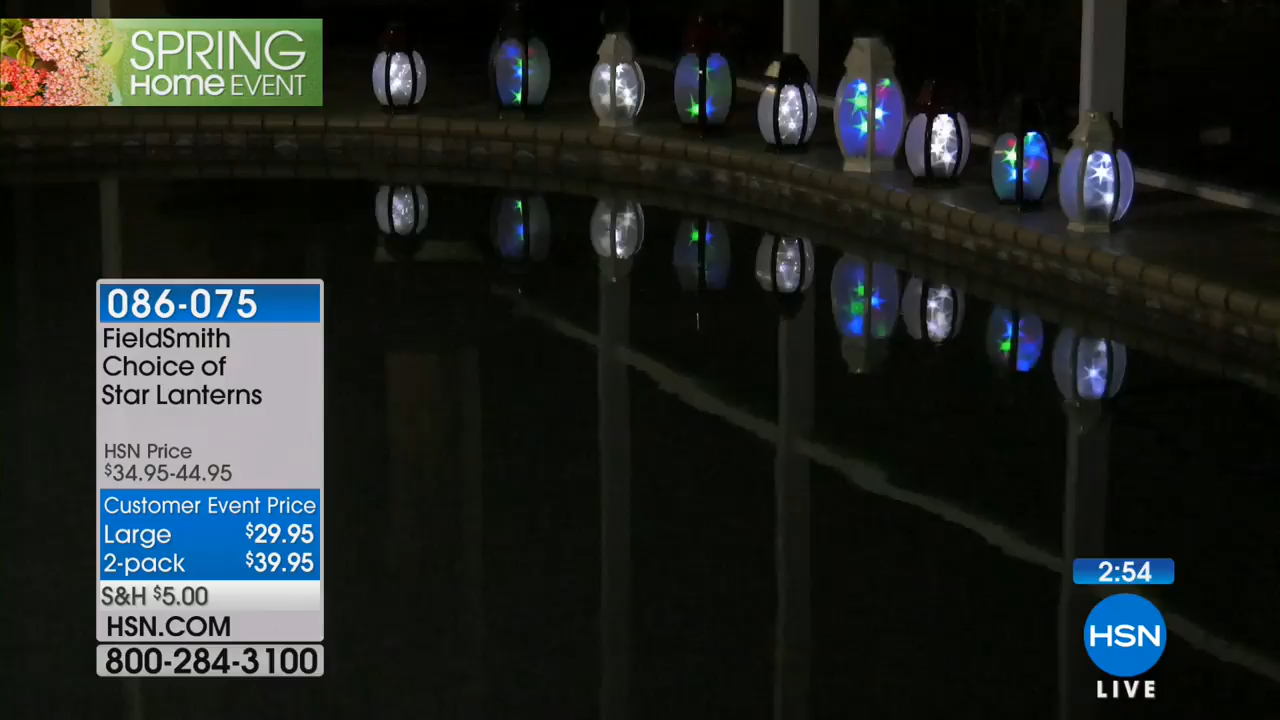 SPRING
Home EVENT
086-075
FieldSmith
Choice of
Star Lanterns
HSN Price
$34.95-44.95
Customer Event Price
Large $29.95
2-pack $39.95
S&H $5.00
HSN.COM
800-284-3100
2:54
HSN
LIVE